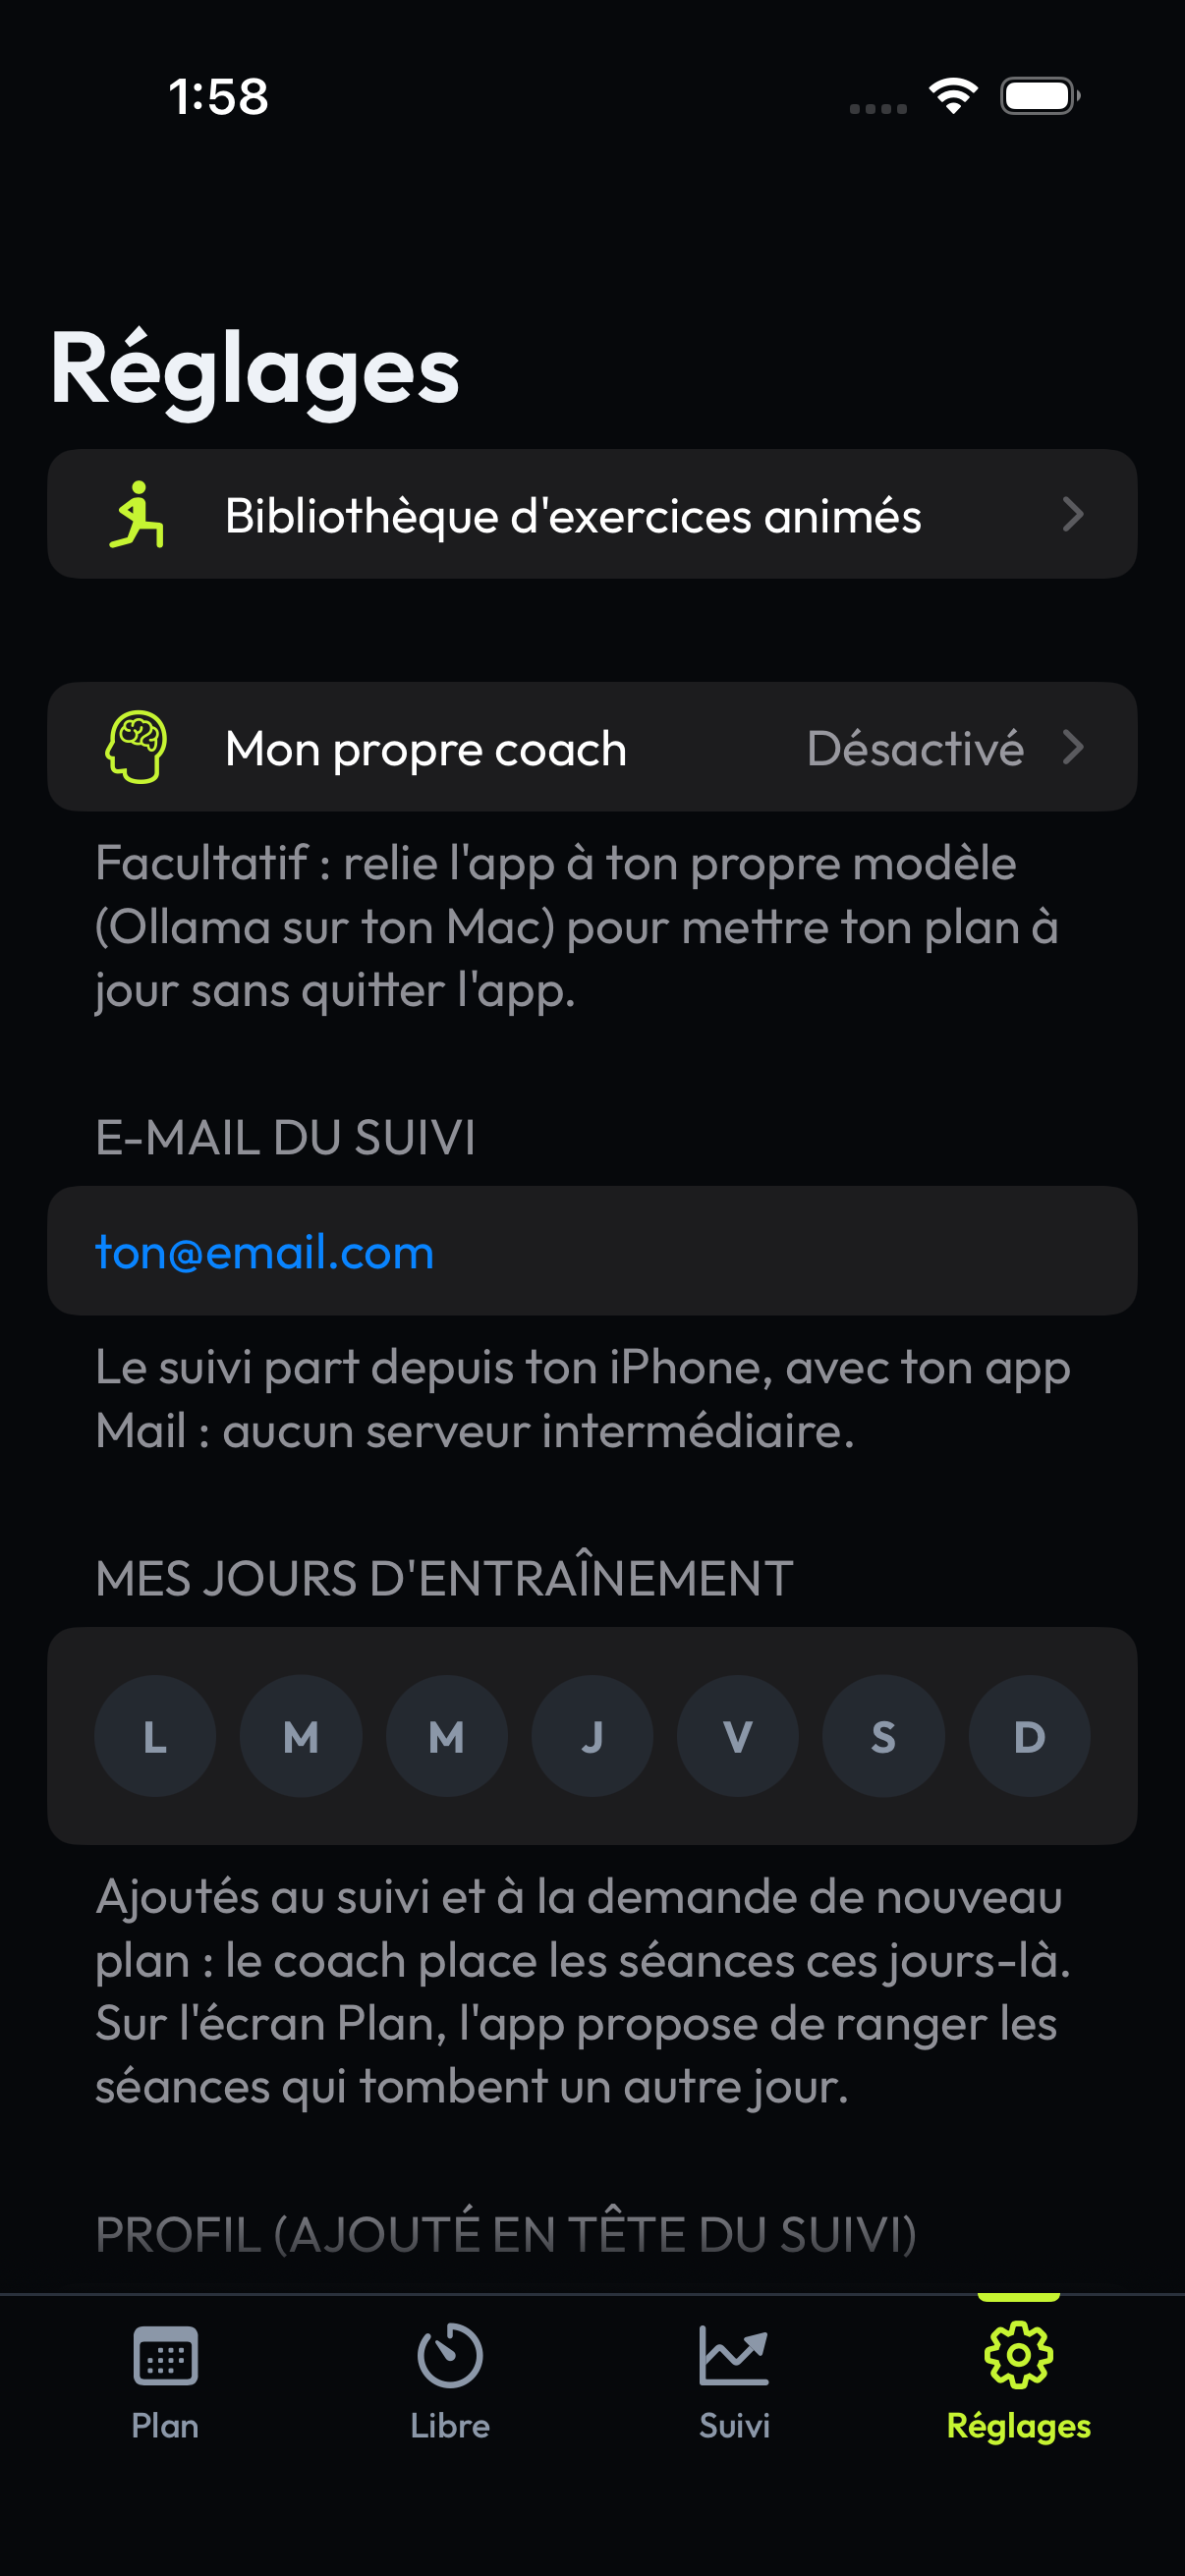 1:58
Réglages
Bibliothèque d'exercices animés
Mon propre coach Désactivé
Facultatif : relie l'app à ton propre modèle
(Ollama sur ton Mac) pour mettre ton plan à
jour sans quitter l'app.
E-MAIL DU SUIVI
ton@email.com
Le suivi part depuis ton iPhone, avec ton app
Mail : aucun serveur intermédiaire.
MES JOURS D'ENTRAÎNEMENT
L M M J V S D
Ajoutés au suivi et à la demande de nouveau
plan : le coach place les séances ces jours-là.
Sur l'écran Plan, l'app propose de ranger les
séances qui tombent un autre jour.
PROFIL (AJOUTÉ EN TÊTE DU SUIVI)
Plan Libre Suivi Réglages